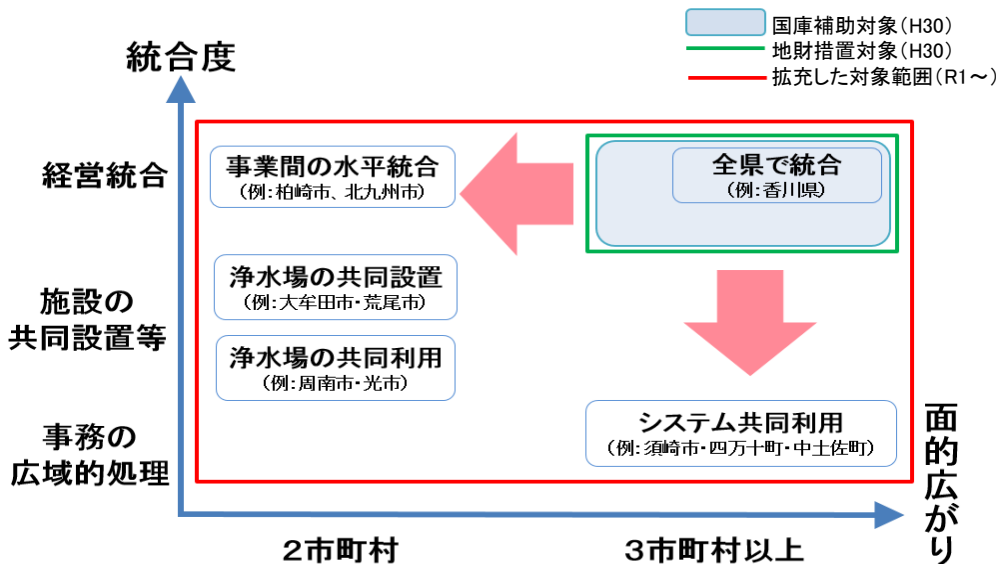 国庫補助対象(H30)
地財措置対象(H30)
拡充した対象範囲(R1～)
統合度
経営統合
施設の
共同設置等
事務の
広域的処理
事業間の水平統合
(例:柏崎市、北九州市)
全県で統合
(例:香川県)
浄水場の共同設置
(例:大牟田市・荒尾市)
浄水場の共同利用
(例:周南市・光市)
システム共同利用
(例:須崎市・四万十町・中土佐町)
面的広がり
2市町村
3市町村以上